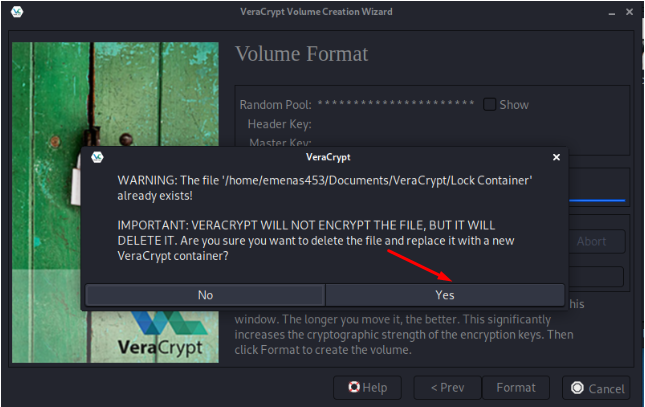 VeraCrypt Volume Creation Wizard
Volume Format
Random Pool: * * * * * * * * * * * * * * * * * * * * * * Show
Header Key:
Master Key:
VeraCrypt
WARNING: The file '/home/emenas453/Documents/VeraCrypt/Lock Container'
already exists!
IMPORTANT: VERACRYPT WILL NOT ENCRYPT THE FILE, BUT IT WILL
DELETE IT. Are you sure you want to delete the file and replace it with a new
VeraCrypt container?
No Yes
Abort
his
window. The longer you move it, the better. This significantly
increases the cryptographic strength of the encryption keys. Then
click Format to create the volume.
VeraCrypt
Help < Prev Format Cancel